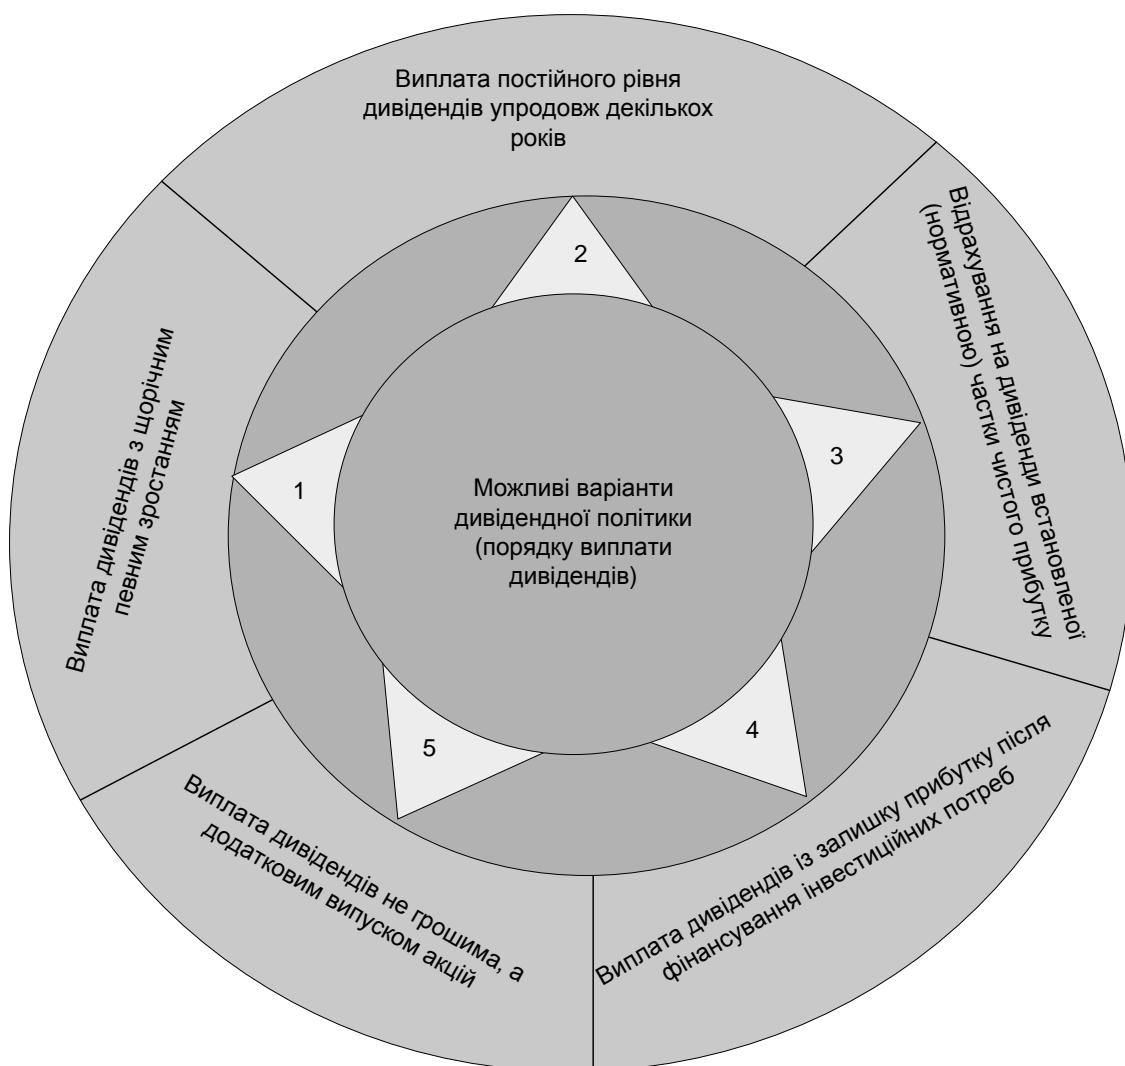 Виплата постійного рівня
дивідендів упродовж декількох
років
2
Відрахування на дивіденди встановленої
(нормативною) частки чистого прибутку
3
Виплата дивідендів з щорічним
певним зростанням
1
Можливі варіанти
дивідендної політики
(порядку виплати
дивідендів)
4
Виплата дивідендів із залишку прибутку після
фінансування інвестиційних потреб
5
Виплата дивідендів не грошима, а
додатковим випуском акцій